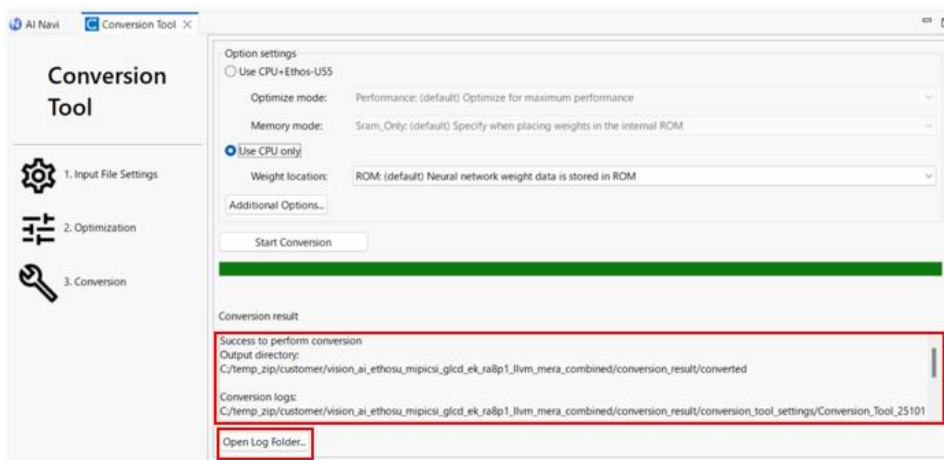 AI Navi
Conversion Tool
Conversion
Tool
1. Input File Settings
2. Optimization
3. Conversion
Option settings
Use CPU+Ethos-U55
Optimize mode: Performance: (default) Optimize for maximum performance
Memory mode: Sram_Only: (default) Specify when placing weights in the internal ROM
Use CPU only
Weight location: ROM: (default) Neural network weight data is stored in ROM
Additional Options...
Start Conversion
Conversion result
Success to perform conversion
Output directory:
C:/temp_zip/customer/vision_ai_ethosu_mipicsi_glcd_ek_ra8p1_llvm_mera_combined/conversion_result/converted
Conversion logs:
C:/temp_zip/customer/vision_ai_ethosu_mipicsi_glcd_ek_ra8p1_llvm_mera_combined/conversion_result/conversion_tool_settings/Conversion_Tool_25101
Open Log Folder...